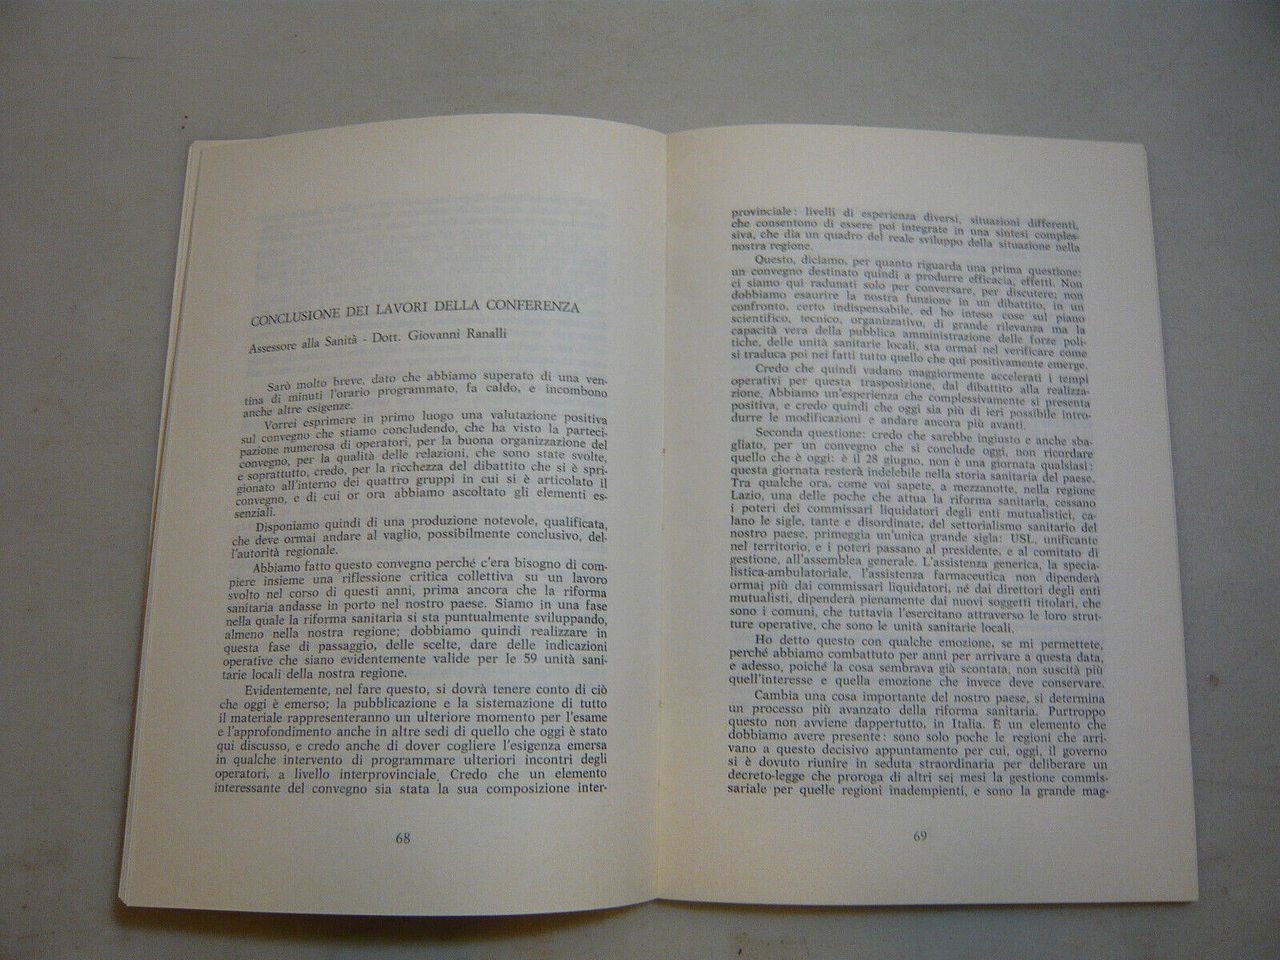 CONCLUSIONE DEI LAVORI DELLA CONFERENZA
Assessore alla Sanità - Dott. Giovanni Ranalli
Sarò molto breve, dato che abbiamo superato di una ven-
tina di minuti l'orario programmato, fa caldo, e incombono
anche altre esigenze.
Vorrei esprimere in primo luogo una valutazione positiva
sul convegno che stiamo concludendo, che ha visto la parteci-
pazione numerosa di operatori, per la buona organizzazione del
convegno, per la qualità delle relazioni, che sono state svolte,
e soprattutto, credo, per la ricchezza del dibattito che si è spri-
gionato all'interno dei quattro gruppi in cui si è articolato il
convegno, e di cui or ora abbiamo ascoltato gli elementi es-
senziali.
Disponiamo quindi di una produzione notevole, qualificata,
che deve ormai andare al vaglio, possibilmente conclusivo, del-
l'autorità regionale.
Abbiamo fatto questo convegno perché c'era bisogno di com-
piere insieme una riflessione critica collettiva su un lavoro
svolto nel corso di questi anni, prima ancora che la riforma
sanitaria andasse in porto nel nostro paese. Siamo in una fase
nella quale la riforma sanitaria si sta puntualmente sviluppando,
almeno nella nostra regione; dobbiamo quindi realizzare in
questa fase di passaggio, delle scelte, dare delle indicazioni
operative che siano evidentemente valide per le 59 unità sani-
tarie locali della nostra regione.
Evidentemente, nel fare questo, si dovrà tenere conto di ciò
che oggi è emerso; la pubblicazione e la sistemazione di tutto
il materiale rappresenteranno un ulteriore momento per l'esame
e l'approfondimento anche in altre sedi di quello che oggi è stato
qui discusso, e credo anche di dover cogliere l'esigenza emersa
in qualche intervento di programmare ulteriori incontri degli
operatori, a livello interprovinciale. Credo che un elemento
interessante del convegno sia stata la sua composizione inter-
68
provinciale: livelli di esperienza diversi, situazioni differenti,
che consentono di essere poi integrate in una sintesi comples-
siva, che dia un quadro del reale sviluppo della situazione nella
nostra regione.
Questo, diciamo, per quanto riguarda una prima questione:
un convegno destinato quindi a produrre efficacia, effetti. Non
ci siamo qui radunati solo per conversare, per discutere; non
dobbiamo esaurire la nostra funzione in un dibattito, in un
confronto, certo indispensabile, ed ho inteso cose sul piano
scientifico, tecnico, organizzativo, di grande rilevanza ma la
capacità vera della pubblica amministrazione delle forze poli-
tiche, delle unità sanitarie locali, sta ormai nel verificare come
si traduca poi nei fatti tutto quello che qui positivamente emerge.
Credo che quindi vadano maggiormente accelerati i tempi
operativi per questa trasposizione, dal dibattito alla realizza-
zione. Abbiamo un'esperienza che complessivamente si presenta
positiva, e credo quindi che oggi sia più di ieri possibile intro-
durre le modificazioni e andare ancora più avanti.
Seconda questione: credo che sarebbe ingiusto e anche sba-
gliato, per un convegno che si conclude oggi, non ricordare
quello che è oggi: è il 28 giugno, non è una giornata qualsiasi:
questa giornata resterà indelebile nella storia sanitaria del paese.
Tra qualche ora, come voi sapete, a mezzanotte, nella regione
Lazio, una delle poche che attua la riforma sanitaria, cessano
i poteri dei commissari liquidatori degli enti mutualistici, ca-
lano le sigle, tante e disordinate, del settorialismo sanitario del
nostro paese, primeggia un'unica grande sigla: USL, unificante
nel territorio, e i poteri passano al presidente, e al comitato di
gestione, all'assemblea generale. L'assistenza generica, la specia-
listica-ambulatoriale, l'assistenza farmaceutica non dipenderà
ormai più dai commissari liquidatori, né dai direttori degli enti
mutualisti, dipenderà pienamente dai nuovi soggetti titolari, che
sono i comuni, che tuttavia l'esercitano attraverso le loro strut-
ture operative, che sono le unità sanitarie locali.
Ho detto questo con qualche emozione, se mi permettete,
perché abbiamo combattuto per anni per arrivare a questa data,
e adesso, poiché la cosa sembrava già scontata, non suscità più
quell'interesse e quella emozione che invece deve conservare.
Cambia una cosa importante del nostro paese, si determina
un processo più avanzato della riforma sanitaria. Purtroppo
questo non avviene dappertutto, in Italia. È un elemento che
dobbiamo avere presente: sono solo poche le regioni che arri-
vano a questo decisivo appuntamento per cui, oggi, il governo
si è dovuto riunire in seduta straordinaria per deliberare un
decreto-legge che proroga di altri sei mesi la gestione commis-
sariale per quelle regioni inadempienti, e sono la grande mag-
69